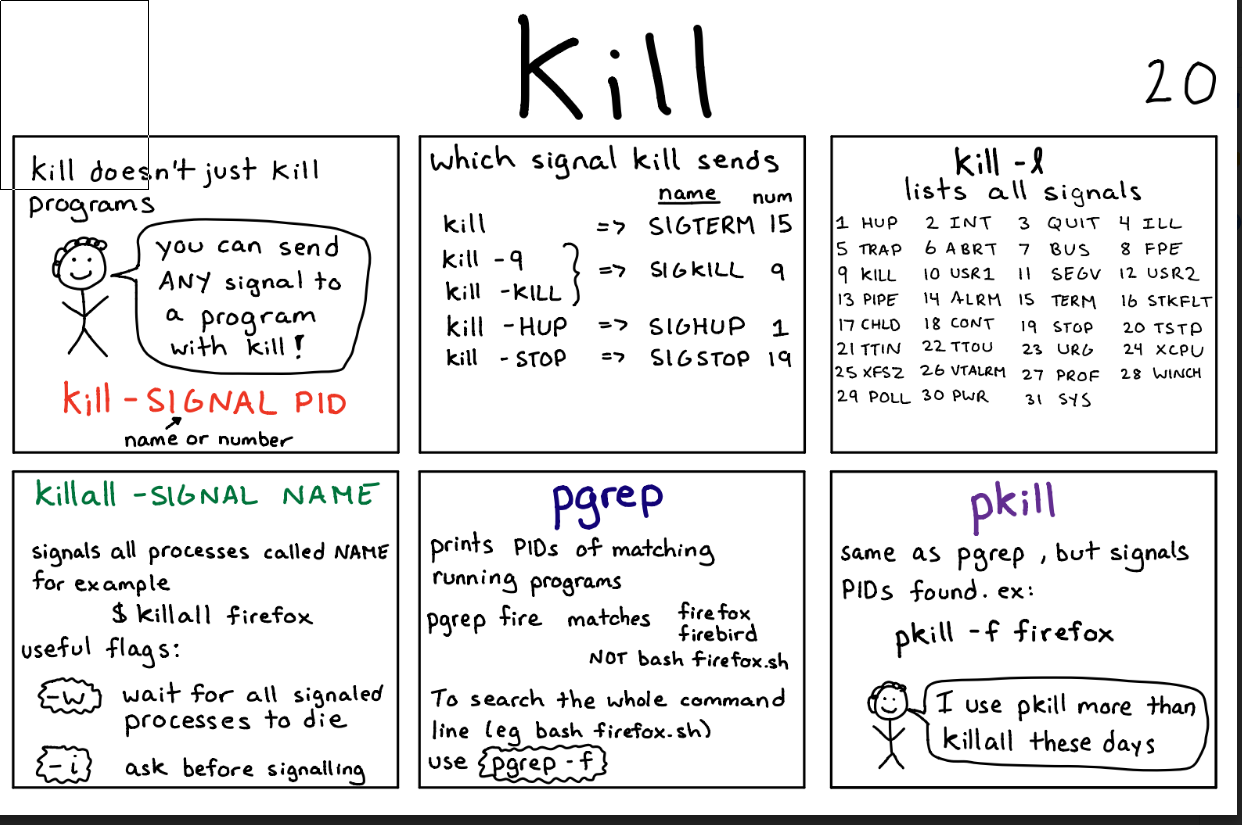 kill
20
kill doesn't just kill
programs
you can send
ANY signal to
a program
with kill!
kill -SIGNAL PID
name or number
which signal kill sends
name num
kill => SIGTERM 15
kill -9
=> SIGKILL 9
kill -KILL
kill -HUP => SIGHUP 1
kill -STOP => SIGSTOP 19
kill -l
lists all signals
1 HUP 2 INT 3 QUIT 4 ILL
5 TRAP 6 ABRT 7 BUS 8 FPE
9 KILL 10 USR1 11 SEGV 12 USR2
13 PIPE 14 ALRM 15 TERM 16 STKFLT
17 CHLD 18 CONT 19 STOP 20 TSTP
21 TTIN 22 TTOU 23 URG 24 XCPU
25 XFSZ 26 VTALRM 27 PROF 28 WINCH
29 POLL 30 PWR 31 SYS
killall -SIGNAL NAME
signals all processes called NAME
for example
$ killall firefox
useful flags:
-w wait for all signaled
processes to die
-i ask before signalling
pgrep
prints PIDs of matching
running programs
pgrep fire matches firefox
firebird
NOT bash firefox.sh
To search the whole command
line (eg bash firefox.sh)
use pgrep -f
pkill
same as pgrep, but signals
PIDs found. ex:
pkill -f firefox
I use pkill more than
killall these days